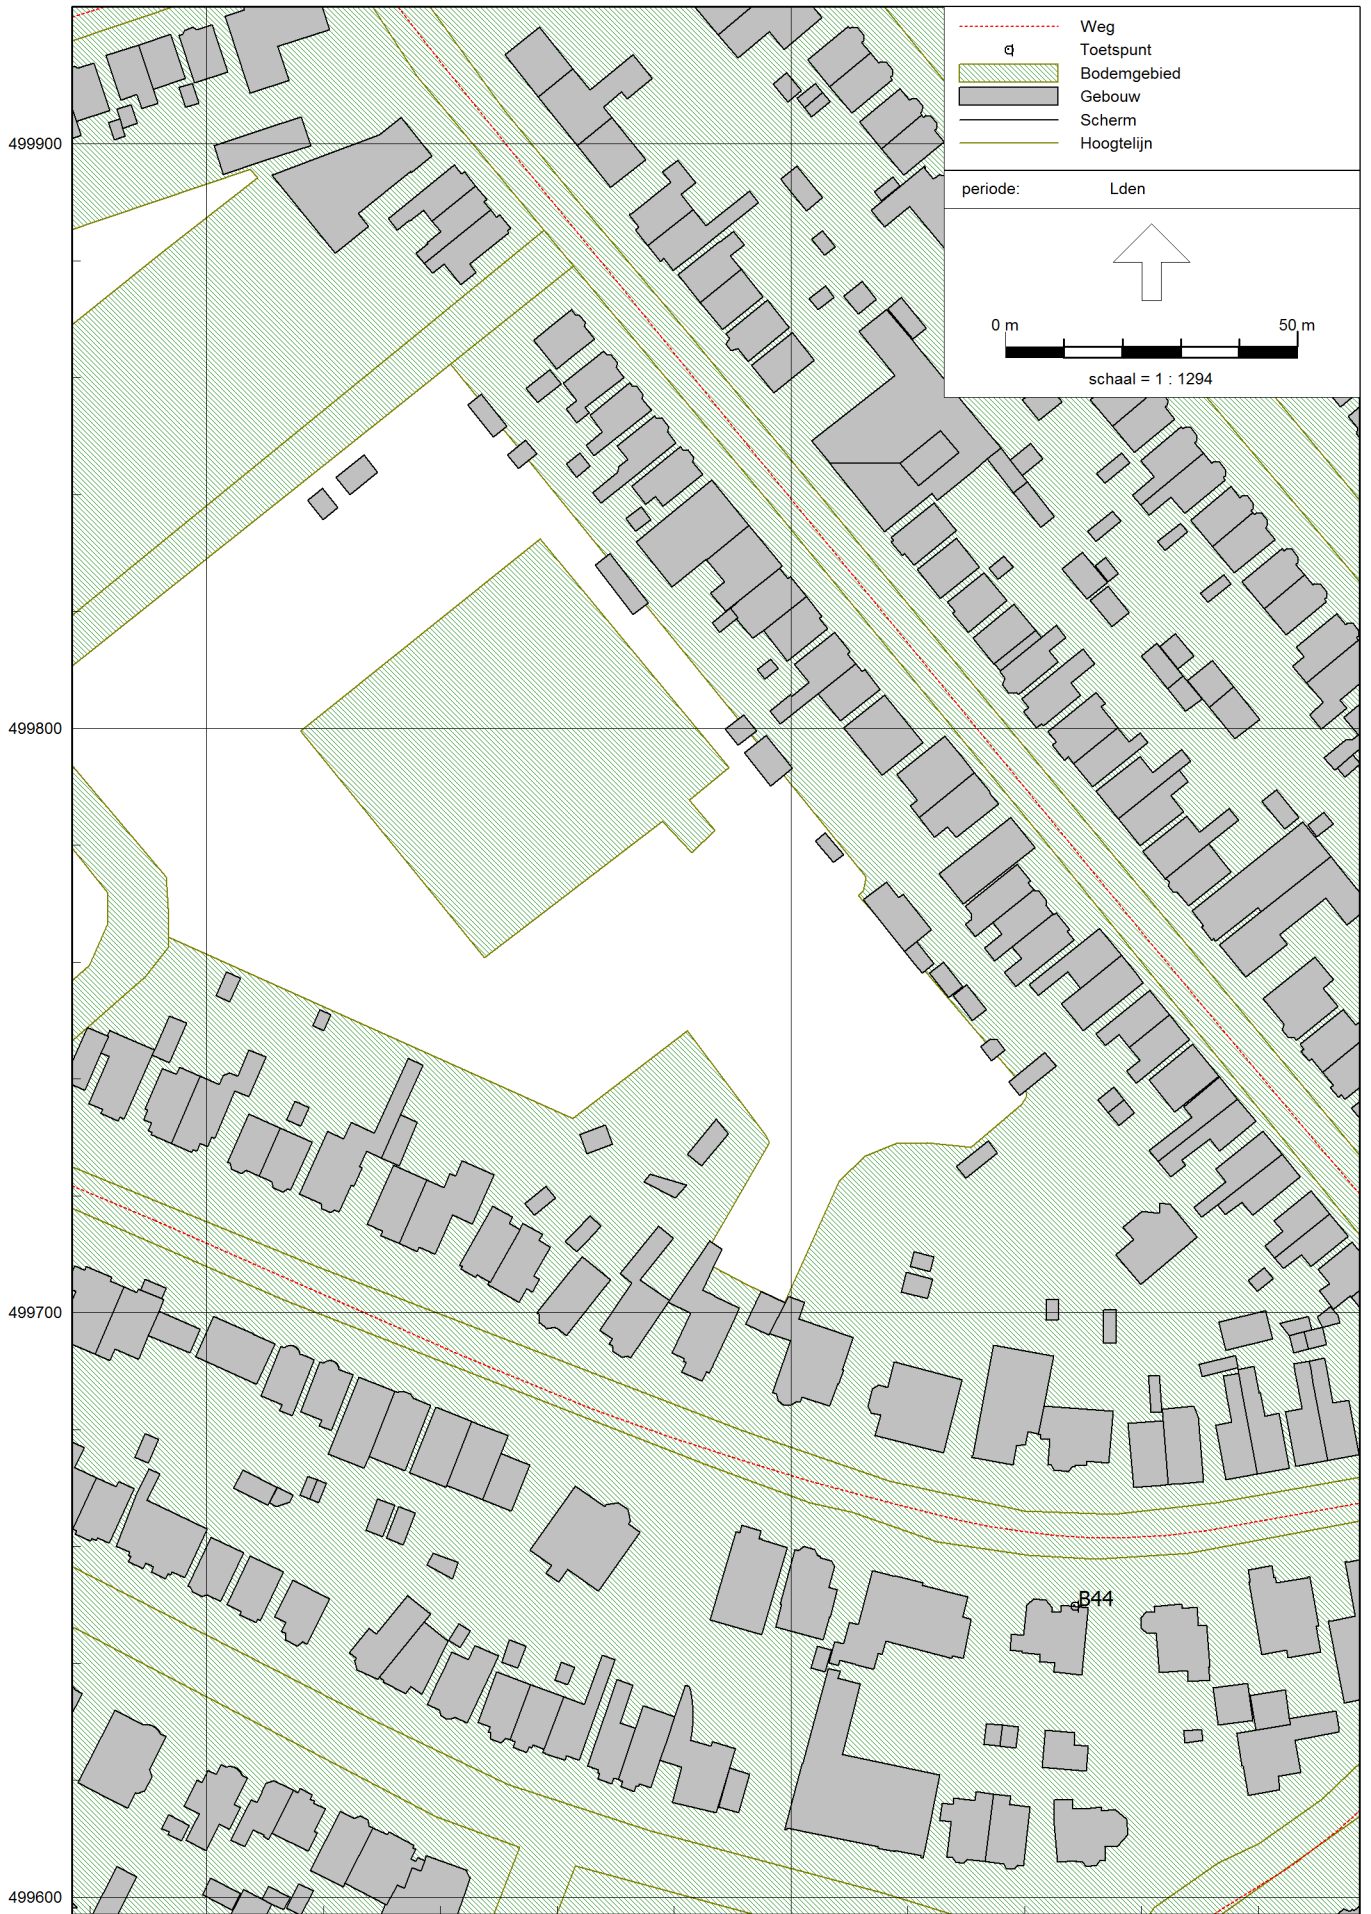 Weg
Toetspunt
Bodemgebied
Gebouw
Scherm
Hoogtelijn
periode: Lden
0 m 50 m
schaal = 1 : 1294
499900
499800
499700
B44
499600